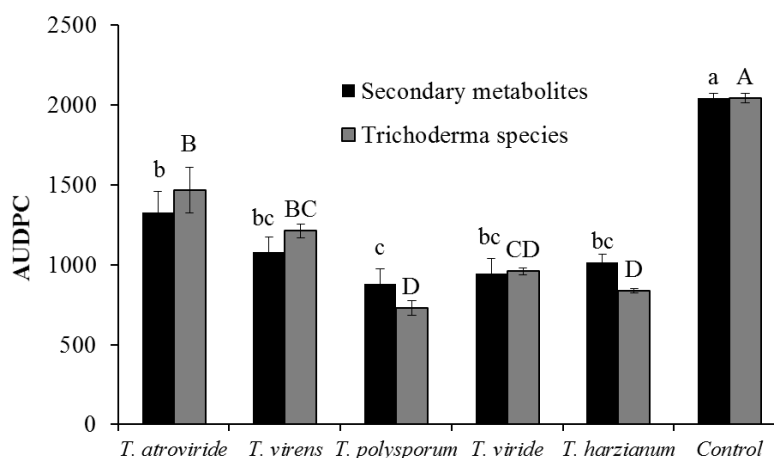 2500
2000
1500
1000
500
0
AUDPC
Secondary metabolites
Trichoderma species
b B bc BC c D bc CD bc D a A
T. atroviride T. virens T. polysporum T. viride T. harzianum Control